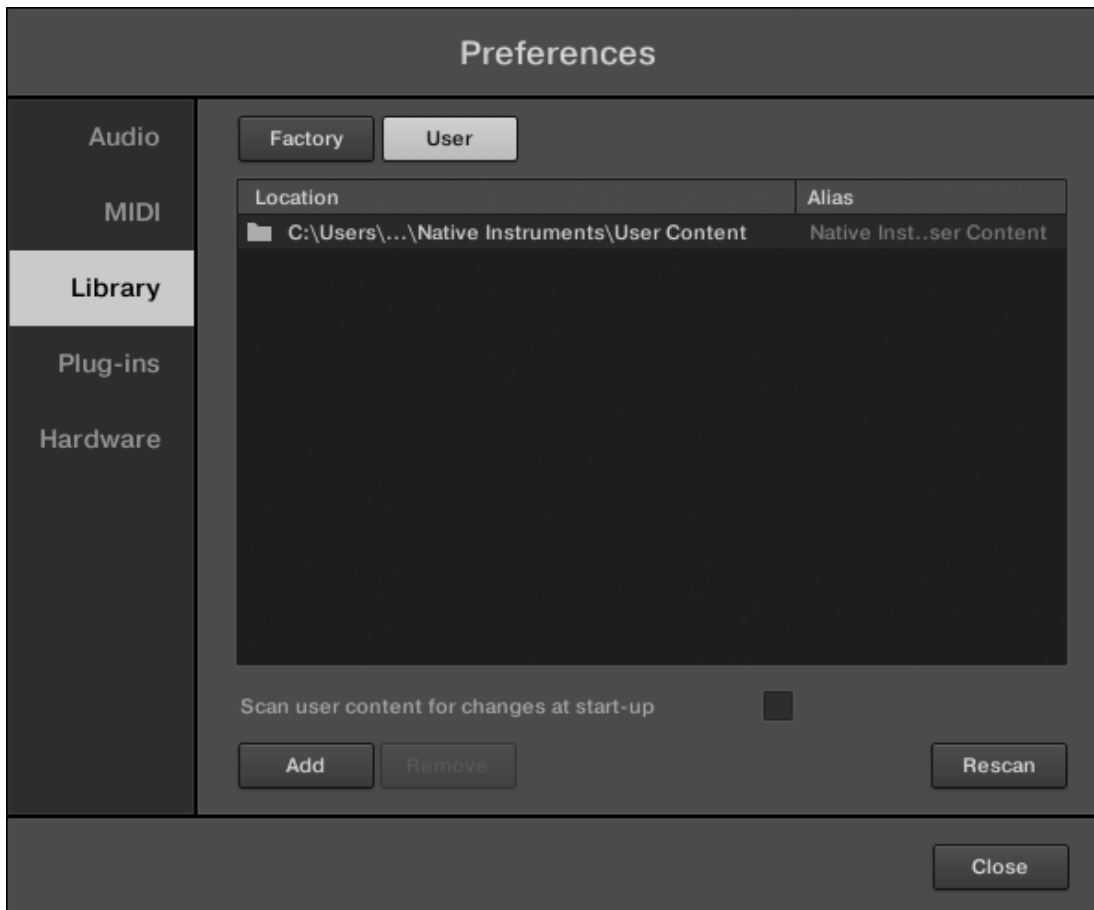 Preferences
Audio
MIDI
Library
Plug-ins
Hardware
Factory User
Location Alias
C:\Users\...\Native Instruments\User Content Native Inst..ser Content
Scan user content for changes at start-up
Add Remove Rescan
Close